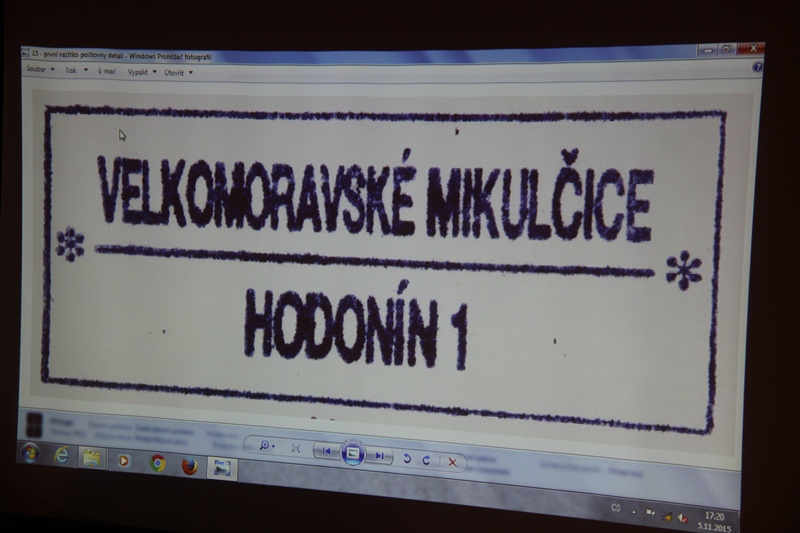 15 - první razítko poštovny detail - Windows Prohlížeč fotografií
Soubor Tisk E-mail Vypálit Otevřít
VELKOMORAVSKÉ MIKULČICE
HODONÍN 1
CS
17:20
5.11.2015